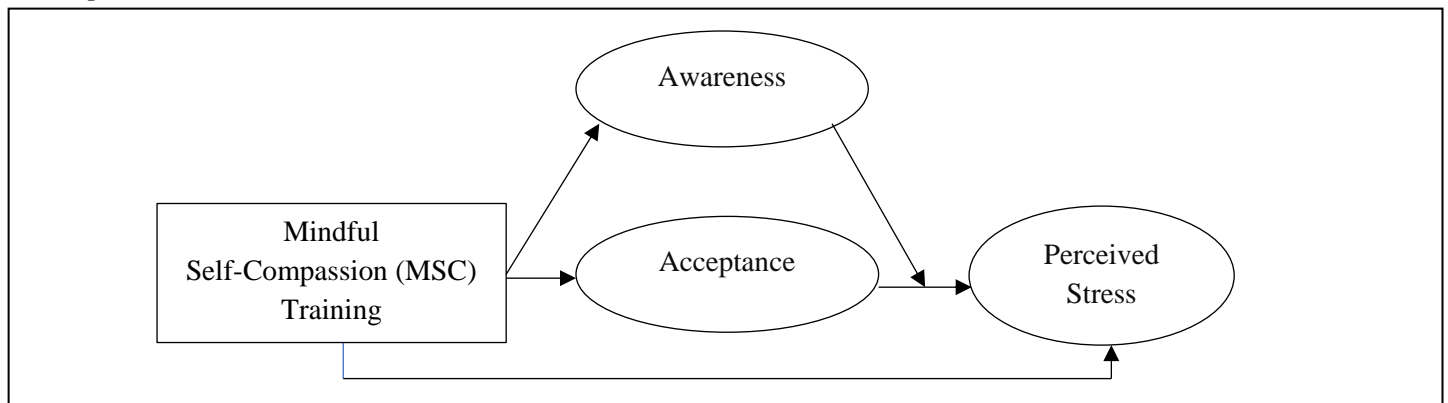 Awareness
Mindful
Self-Compassion (MSC)
Training
Acceptance
Perceived
Stress